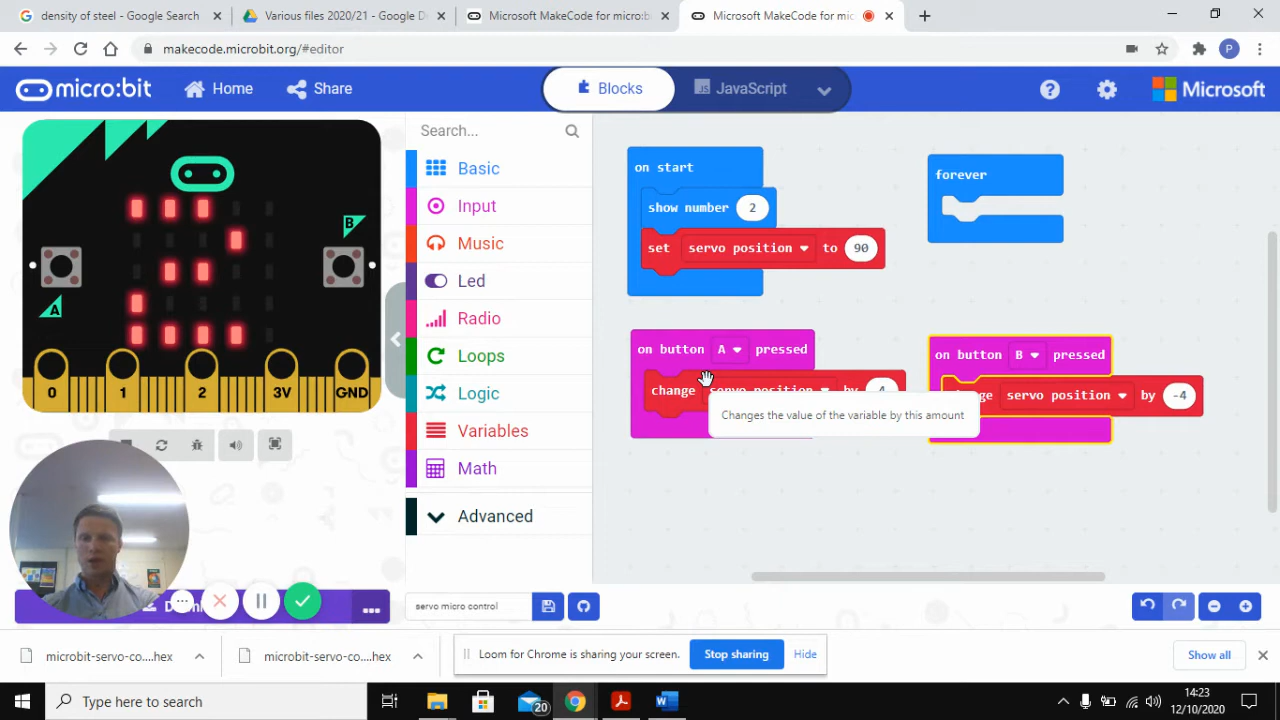 density of steel - Google Search
Various files 2020/21 - Google D
Microsoft MakeCode for micro:b
Microsoft MakeCode for mic
makecode.microbit.org/#editor
P
micro:bit
Home
Share
Blocks
JavaScript
Microsoft
Search...
Basic
Input
Music
Led
Radio
Loops
Logic
Variables
Math
Advanced
A
B
0
1
2
3V
GND
on start
show number 2
set servo position to 90
forever
on button A pressed
change servo position by 4
Changes the value of the variable by this amount
on button B pressed
servo position by -4
servo micro control
microbit-servo-co....hex
microbit-servo-co....hex
Loom for Chrome is sharing your screen.
Stop sharing
Hide
Show all
Type here to search
20
14:23
12/10/2020